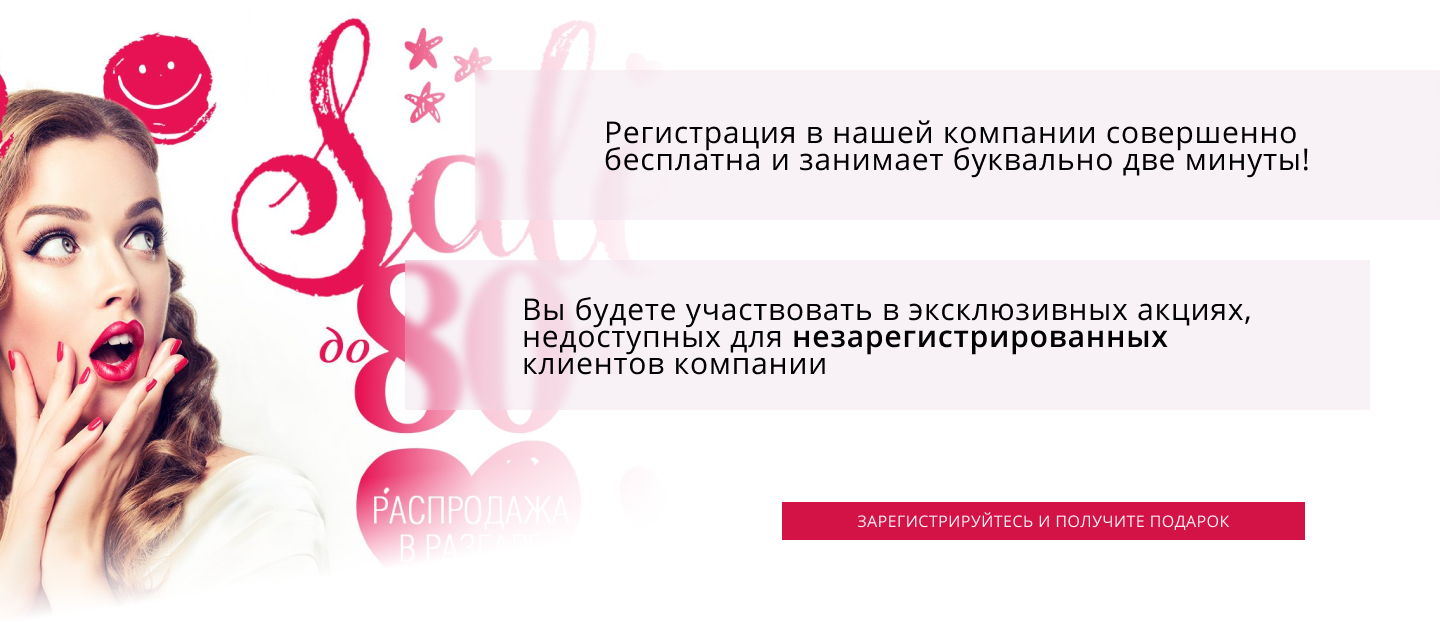 Sale
до 80
РАСПРОДАЖА
В РАЗГАРЕ
Регистрация в нашей компании совершенно
бесплатна и занимает буквально две минуты!
Вы будете участвовать в эксклюзивных акциях,
недоступных для незарегистрированных
клиентов компании
ЗАРЕГИСТРИРУЙТЕСЬ И ПОЛУЧИТЕ ПОДАРОК